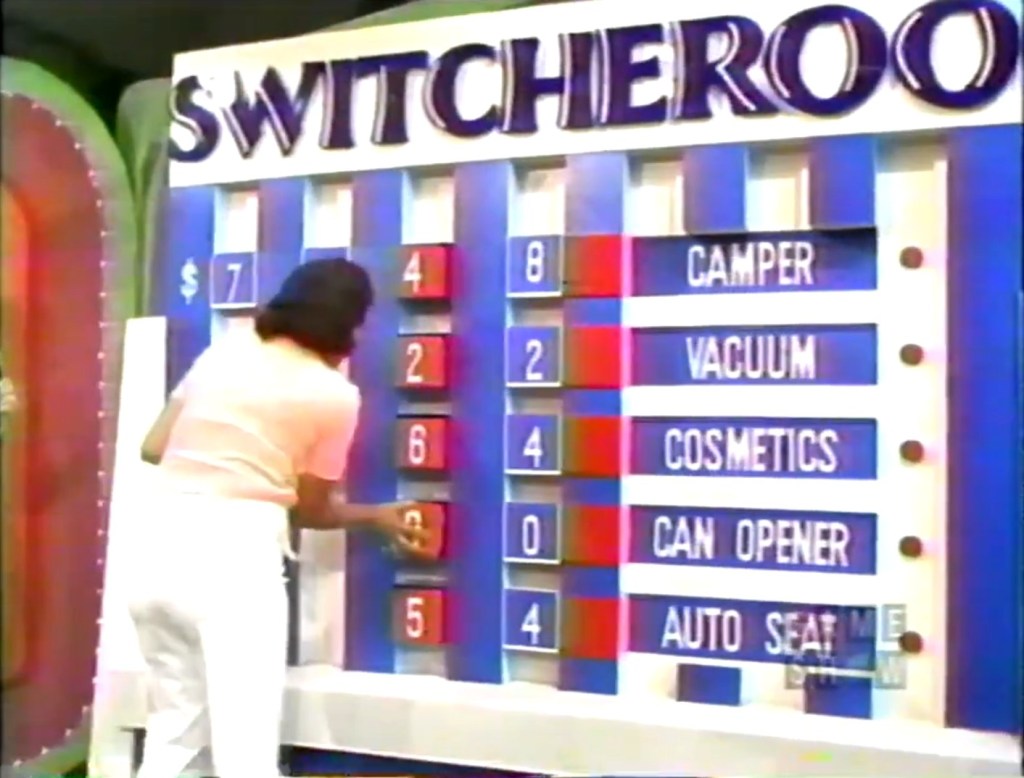 SWITCHEROO
$ 7 4 8 CAMPER
2 2 VACUUM
6 4 COSMETICS
0 CAN OPENER
5 4 AUTO SEAT